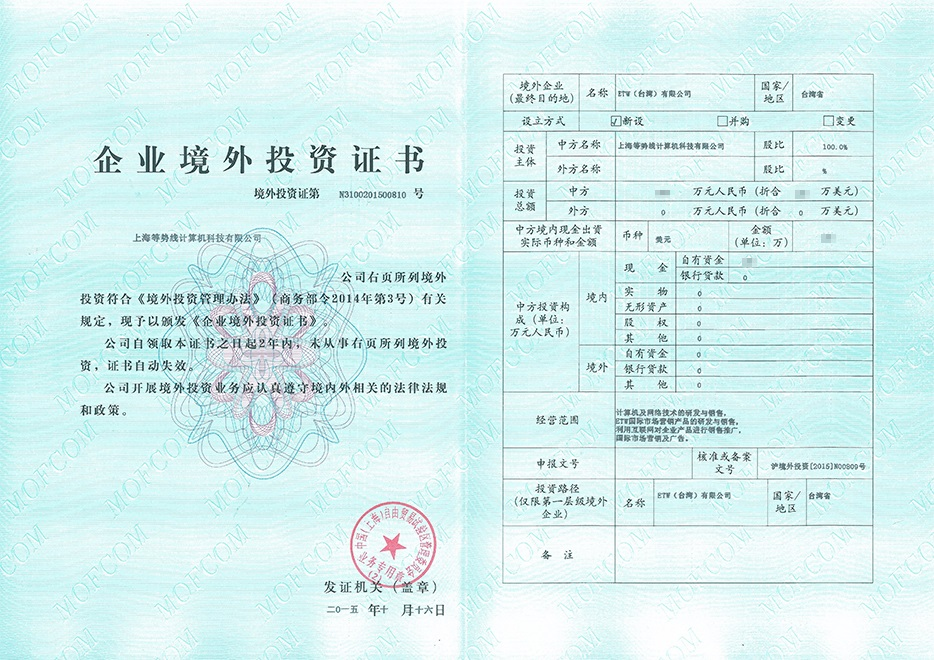 企业境外投资证书
境外投资证第 N3100201500810 号
上海等势线计算机科技有限公司
公司右页所列境外
投资符合《境外投资管理办法》（商务部令2014年第3号）有关
规定，现予以颁发《企业境外投资证书》。
公司自领取本证书之日起2年内，未从事右页所列境外投
资，证书自动失效。
公司开展境外投资业务应认真遵守境内外相关的法律法规
和政策。
中国（上海）自由贸易试验区管理委员会
业务专用章
(2)
发证机关（盖章）
二〇一五 年十 月十六日
境外企业
(最终目的地) 名称 ETW（台湾）有限公司 国家/
地区 台湾省
设立方式 ☑新设 □并购 □变更
投资
主体 中方名称 上海等势线计算机科技有限公司 股比 100.0%
外方名称 股比 %
投资
总额 中方 万元人民币（折合 万美元）
外方 0 万元人民币（折合 0 万美元）
中方境内现金出资
实际币种和金额 币种 美元 金额
(单位：万)
中方投资构
成（单位：
万元人民币） 境内 现 金 自有资金
银行贷款 0
实 物 0
无形资产 0
股 权 0
其 他 0
境外 自有资金 0
银行贷款 0
其 他 0
经营范围 计算机及网络技术的研发与销售，
ETW国际市场营销产品的研发与销售，
利用互联网对企业产品进行销售推广，
国际市场营销及广告。
申报文号 核准或备案
文号 沪境外投资[2015]N00809号
投资路径
(仅限第一层级境外
企业) 名称 ETW（台湾）有限公司 国家/
地区 台湾省
备 注
MOFCOM